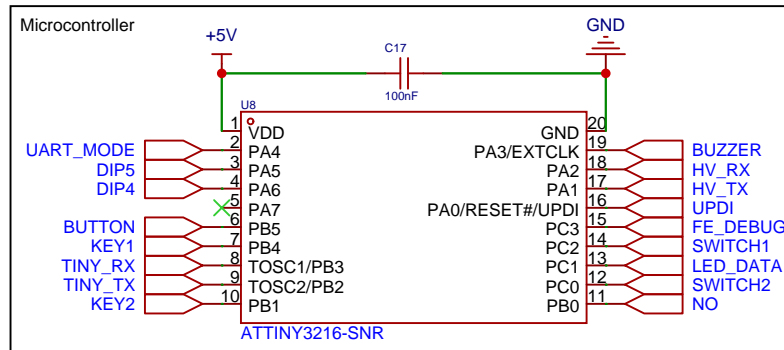 Microcontroller
+5V
GND
C17
100nF
U8
1 VDD GND 20
UART_MODE 2 PA4 PA3/EXTCLK 19 BUZZER
DIP5 3 PA5 PA2 18 HV_RX
DIP4 4 PA6 PA1 17 HV_TX
5 PA7 PA0/RESET#/UPDI 16 UPDI
BUTTON 6 PB5 PC3 15 FE_DEBUG
KEY1 7 PB4 PC2 14 SWITCH1
TINY_RX 8 TOSC1/PB3 PC1 13 LED_DATA
TINY_TX 9 TOSC2/PB2 PC0 12 SWITCH2
KEY2 10 PB1 PB0 11 NO
ATTINY3216-SNR